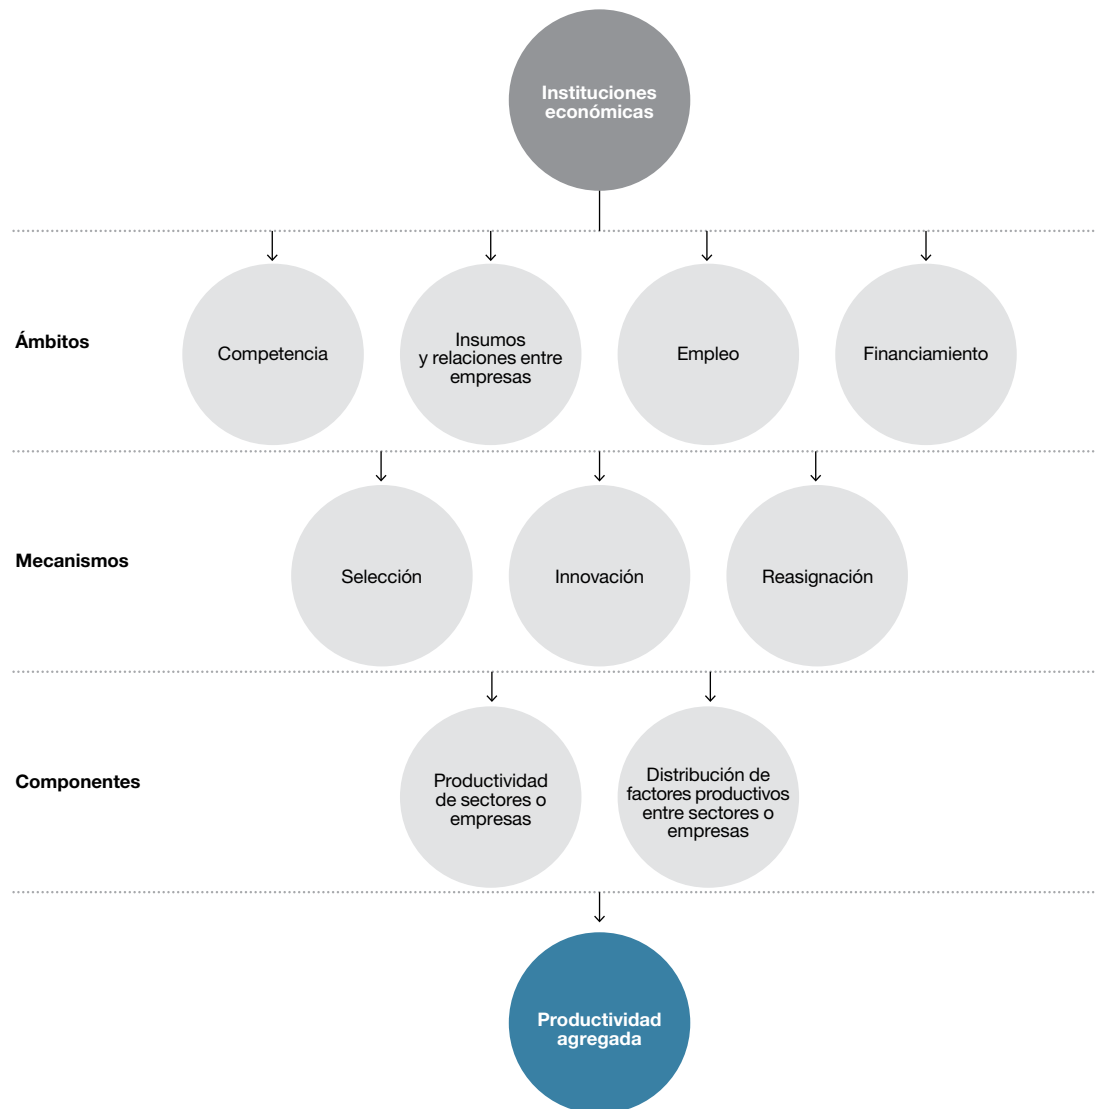 Instituciones
económicas
Ámbitos
Competencia
Insumos
y relaciones entre
empresas
Empleo
Financiamiento
Mecanismos
Selección
Innovación
Reasignación
Componentes
Productividad
de sectores o
empresas
Distribución de
factores productivos
entre sectores o
empresas
Productividad
agregada